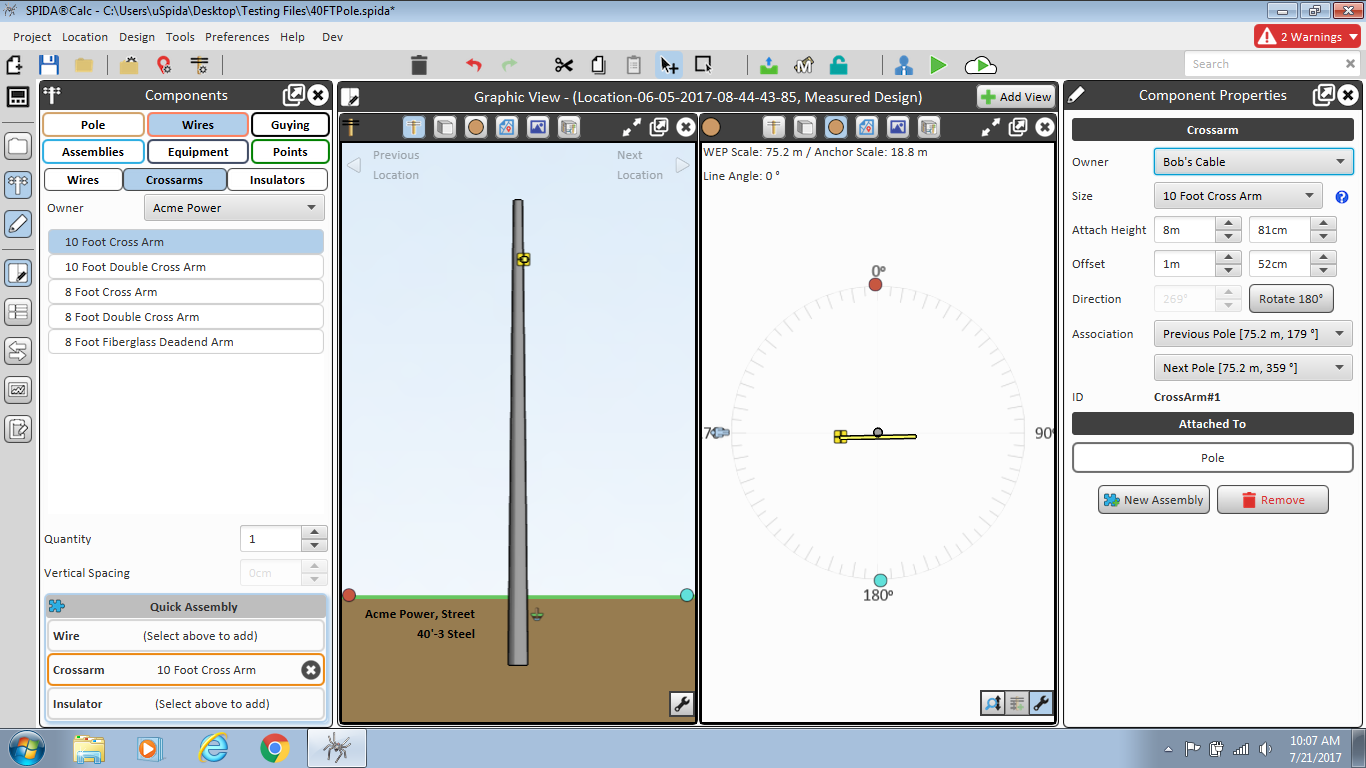 SPIDA®Calc - C:\Users\uSpida\Desktop\Testing Files\40FTPole.spida*
Project Location Design Tools Preferences Help Dev
2 Warnings
Search
Components
Pole Wires Guying
Assemblies Equipment Points
Wires Crossarms Insulators
Owner Acme Power
10 Foot Cross Arm
10 Foot Double Cross Arm
8 Foot Cross Arm
8 Foot Double Cross Arm
8 Foot Fiberglass Deadend Arm
Quantity 1
Vertical Spacing 0cm
Quick Assembly
Wire (Select above to add)
Crossarm 10 Foot Cross Arm
Insulator (Select above to add)
Graphic View - (Location-06-05-2017-08-44-43-85, Measured Design)
Add View
Previous
Location
Next
Location
Acme Power, Street
40'-3 Steel
WEP Scale: 75.2 m / Anchor Scale: 18.8 m
Line Angle: 0 °
0°
90°
180°
Component Properties
Crossarm
Owner Bob's Cable
Size 10 Foot Cross Arm
Attach Height 8m 81cm
Offset 1m 52cm
Direction 269° Rotate 180°
Association Previous Pole [75.2 m, 179 °]
Next Pole [75.2 m, 359 °]
ID CrossArm#1
Attached To
Pole
New Assembly Remove
10:07 AM
7/21/2017